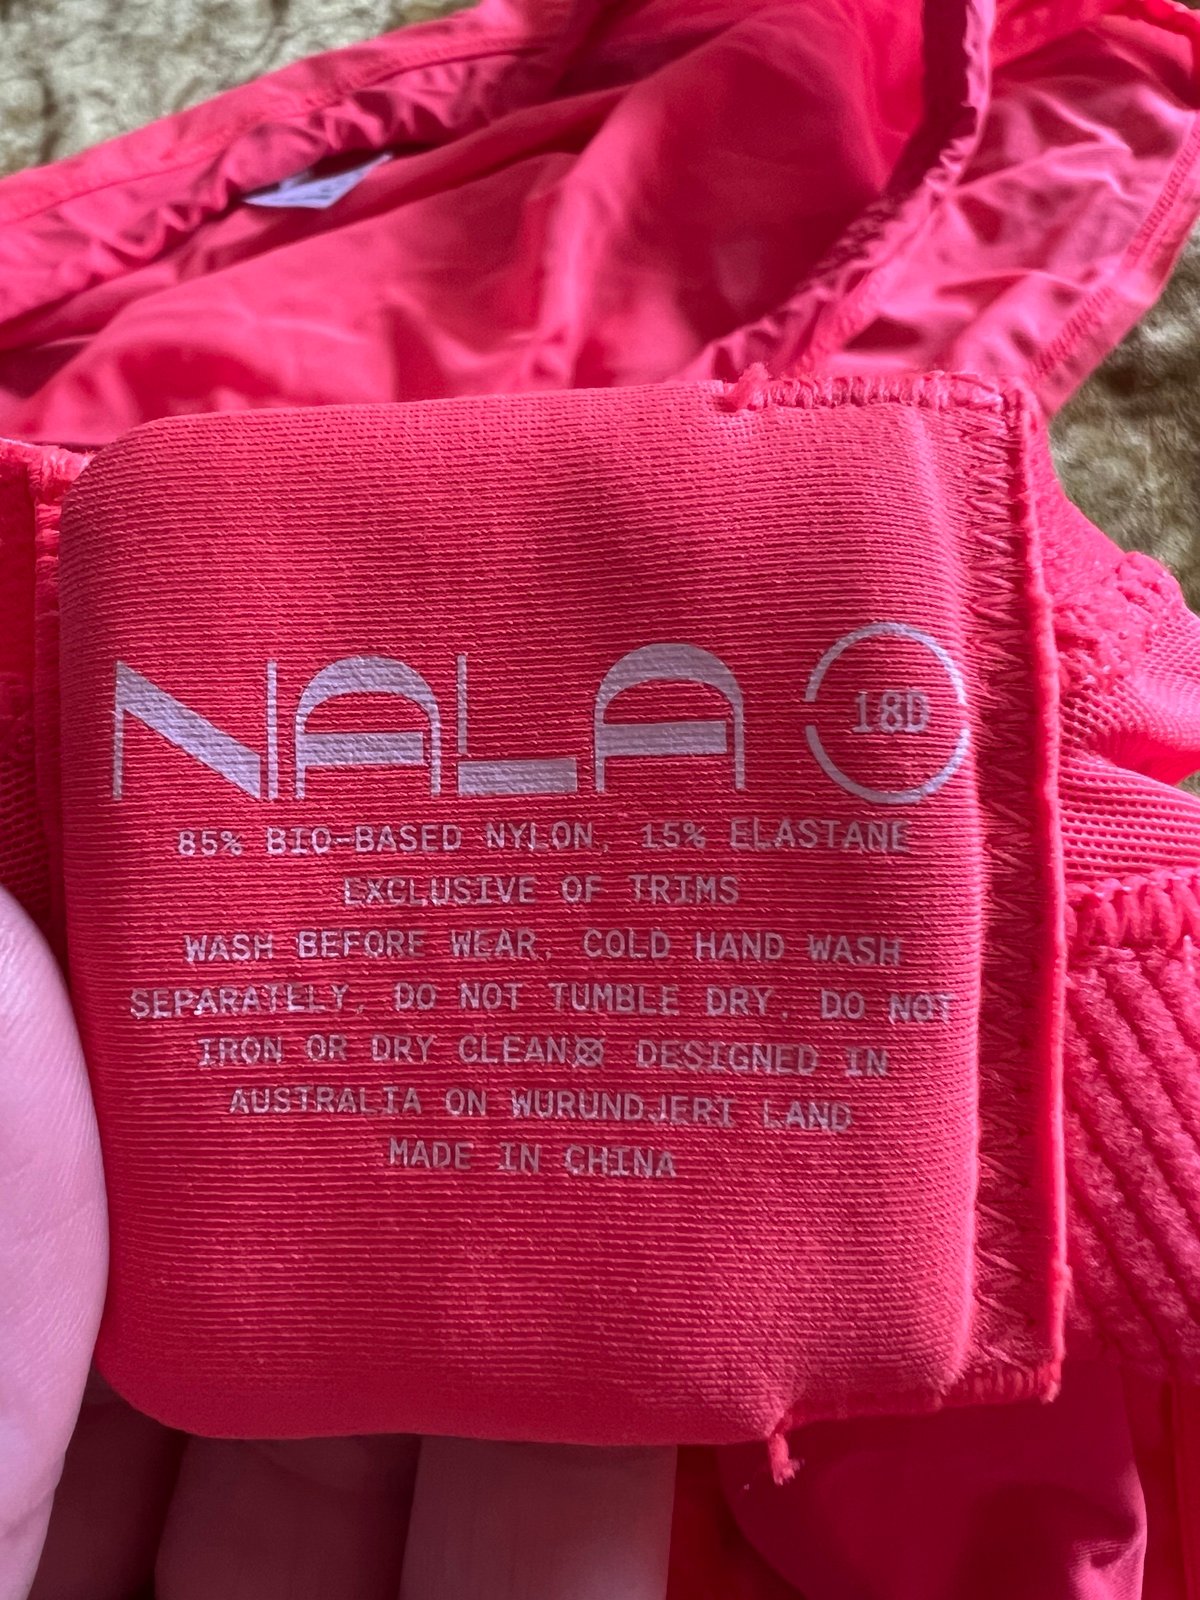 NALA 18D
85% BIO-BASED NYLON, 15% ELASTANE
EXCLUSIVE OF TRIMS
WASH BEFORE WEAR, COLD HAND WASH
SEPARATELY, DO NOT TUMBLE DRY, DO NOT
IRON OR DRY CLEAN☒ DESIGNED IN
AUSTRALIA ON WURUNDJERI LAND
MADE IN CHINA